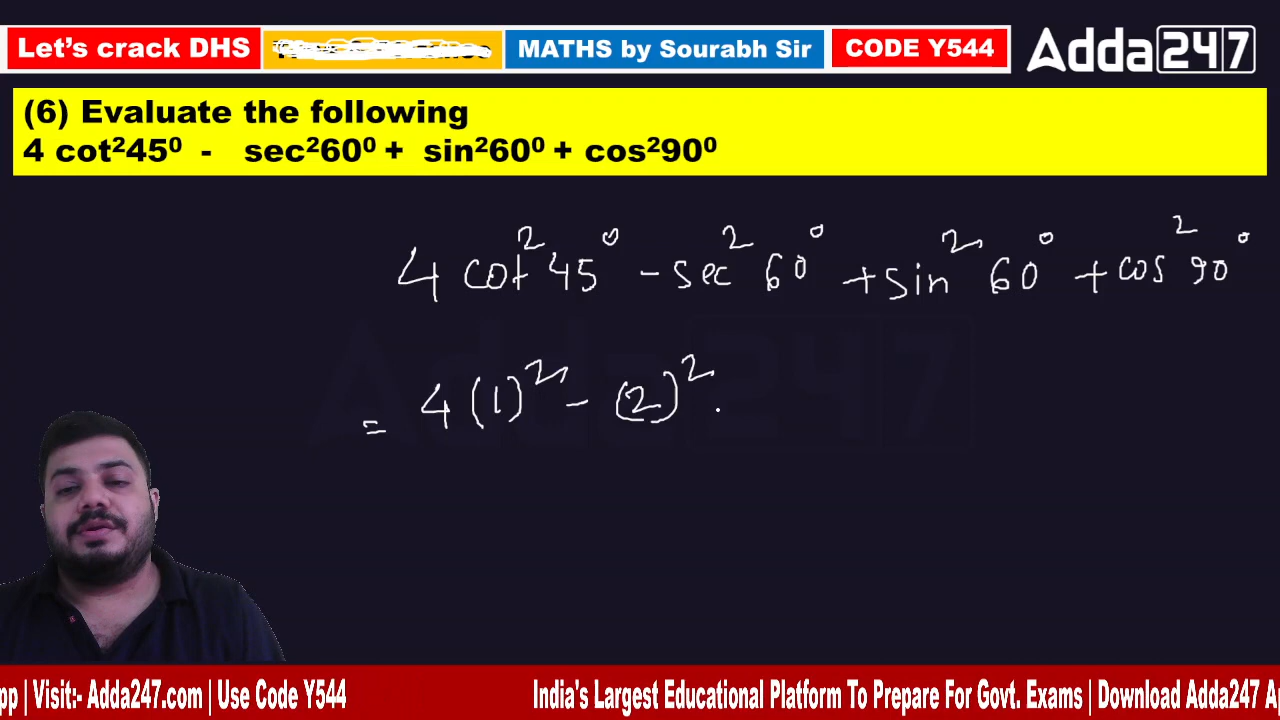 Let's crack DHS MATHS by Sourabh Sir CODE Y544 Adda247
(6) Evaluate the following
4 cot²45⁰ - sec²60⁰ + sin²60⁰ + cos²90⁰
4 cot² 45° - sec² 60° + sin² 60° + cos² 90°
Adda247
= 4 (1)² - (2)² .
pp | Visit:- Adda247.com | Use Code Y544 India's Largest Educational Platform To Prepare For Govt. Exams | Download Adda247 Ap